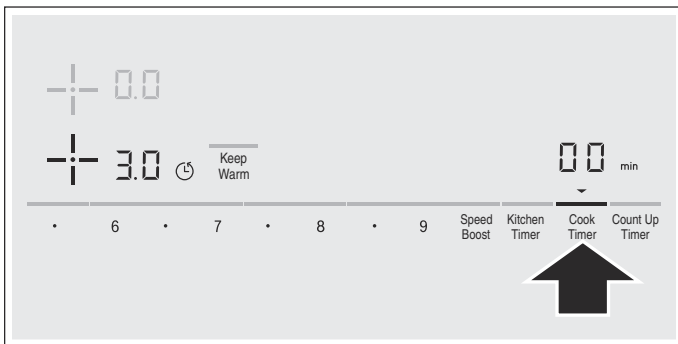 0.0
3.0 Keep Warm
00 min
· 6 · 7 · 8 · 9 Speed Boost Kitchen Timer Cook Timer Count Up Timer